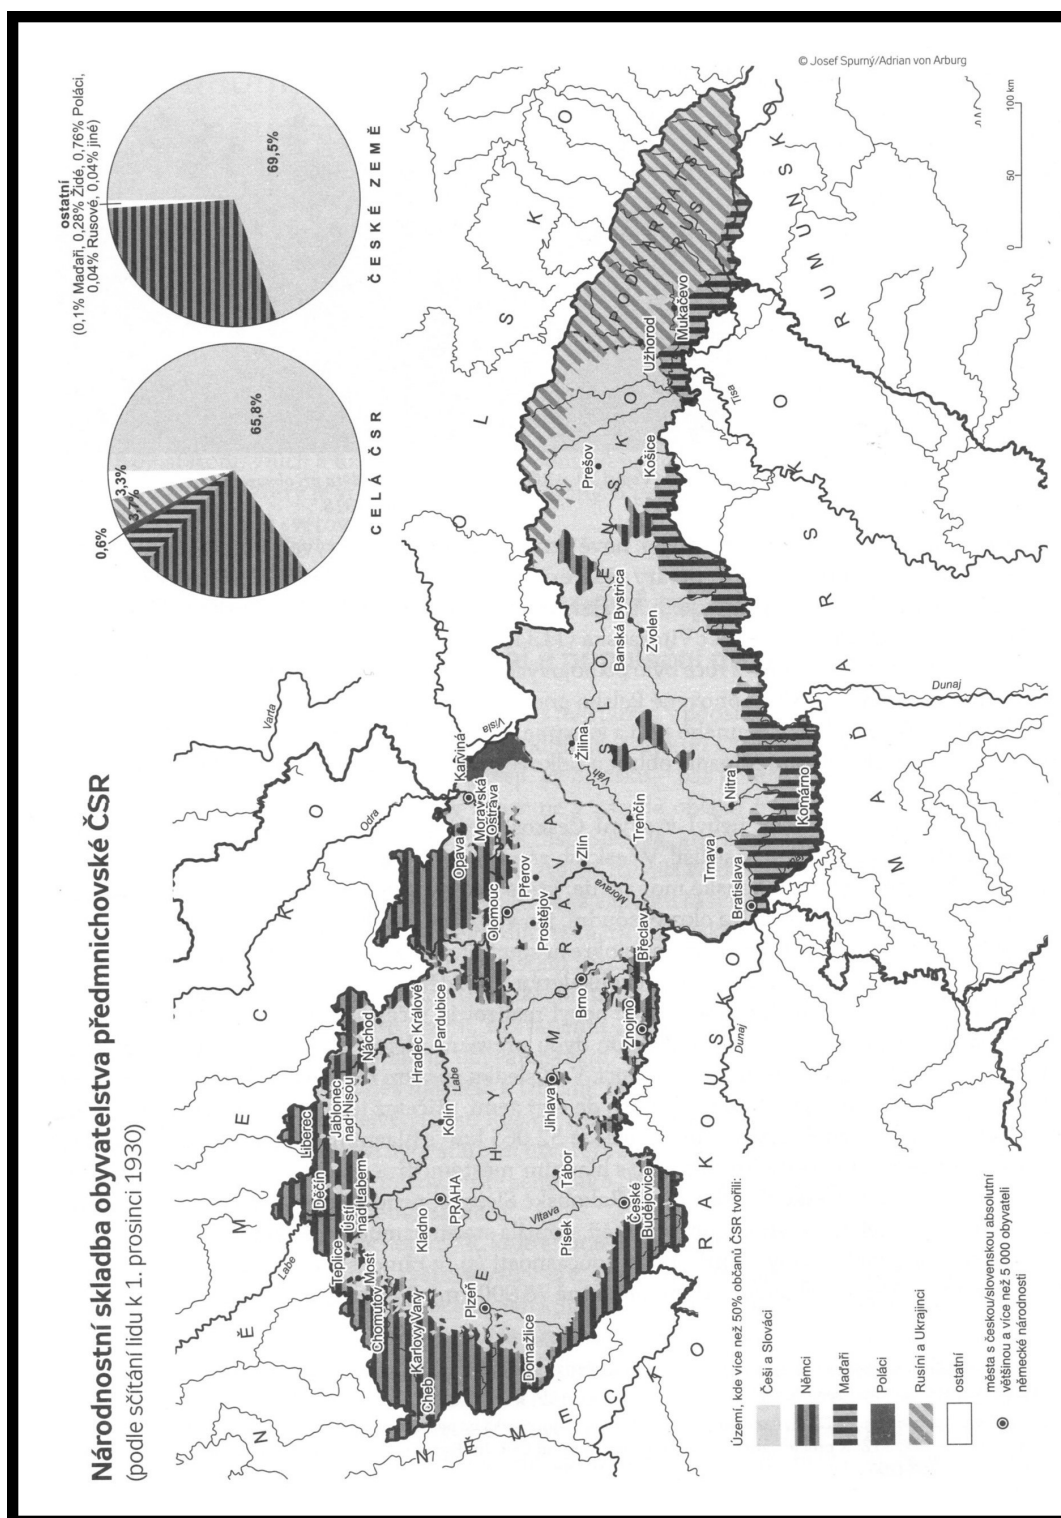 Národnostní skladba obyvatelstva předmnichovské ČSR
(podle sčítání lidu k 1. prosinci 1930)
ostatní
(0,1% Maďaři, 0,28% Židé, 0,76% Poláci,
0,04% Rusové, 0,04% jiné)
0,6%
3,7%
3,3%
65,8%
69,5%
CELÁ ČSR
ČESKÉ ZEMĚ
© Josef Spurný/Adrian von Arburg
NĚMECKO
NĚMECKO
POLSKO
RAKOUSKO
MAĎARSKO
RUMUNSKO
ČECHY
MORAVA
SLOVENSKO
PODKARPATSKÁ
RUS
Labe
Labe
Vltava
Odra
Varta
Visla
Váh
Morava
Dunaj
Dunaj
Tisa
Cheb
Karlovy Vary
Chomutov
Most
Teplice
Ústí
nad Labem
Děčín
Liberec
Jablonec
nad Nisou
Náchod
Hradec Králové
Pardubice
Kolín
PRAHA
Kladno
Plzeň
Domažlice
Písek
Tábor
České
Budějovice
Jihlava
Znojmo
Brno
Břeclav
Prostějov
Olomouc
Přerov
Zlín
Opava
Moravská
Ostrava
Karviná
Žilina
Trenčín
Trnava
Nitra
Bratislava
Komárno
Banská Bystrica
Zvolen
Prešov
Košice
Užhorod
Mukačevo
0 50 100 km
Území, kde více než 50% občanů ČSR tvořili:
Češi a Slováci
Němci
Maďaři
Poláci
Rusíni a Ukrajinci
ostatní
města s českou/slovenskou absolutní
většinou a více než 5 000 obyvateli
německé národnosti